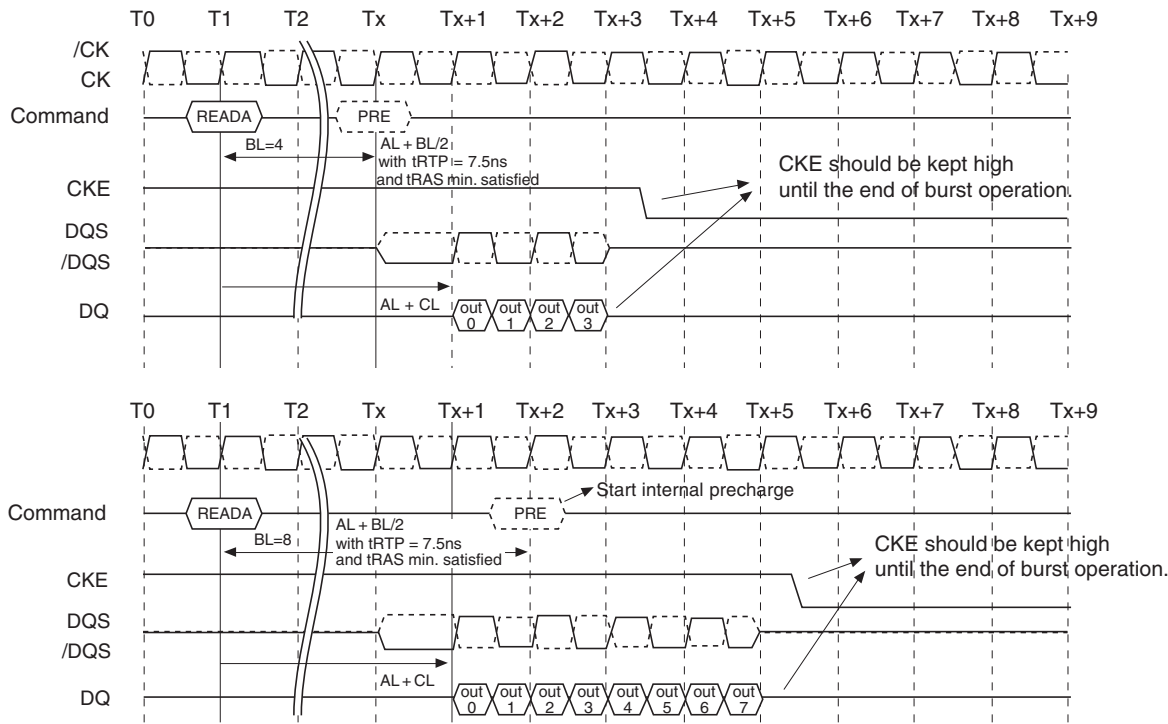 T0 T1 T2 Tx Tx+1 Tx+2 Tx+3 Tx+4 Tx+5 Tx+6 Tx+7 Tx+8 Tx+9
/CK
CK
Command
READA
PRE
BL=4
AL + BL/2
with tRTP = 7.5ns
and tRAS min. satisfied
CKE should be kept high
until the end of burst operation.
CKE
DQS
/DQS
AL + CL
DQ
out 0
out 1
out 2
out 3
T0 T1 T2 Tx Tx+1 Tx+2 Tx+3 Tx+4 Tx+5 Tx+6 Tx+7 Tx+8 Tx+9
Start internal precharge
Command
READA
PRE
BL=8
AL + BL/2
with tRTP = 7.5ns
and tRAS min. satisfied
CKE should be kept high
until the end of burst operation.
CKE
DQS
/DQS
AL+CL
DQ
out 0
out 1
out 2
out 3
out 4
out 5
out 6
out 7